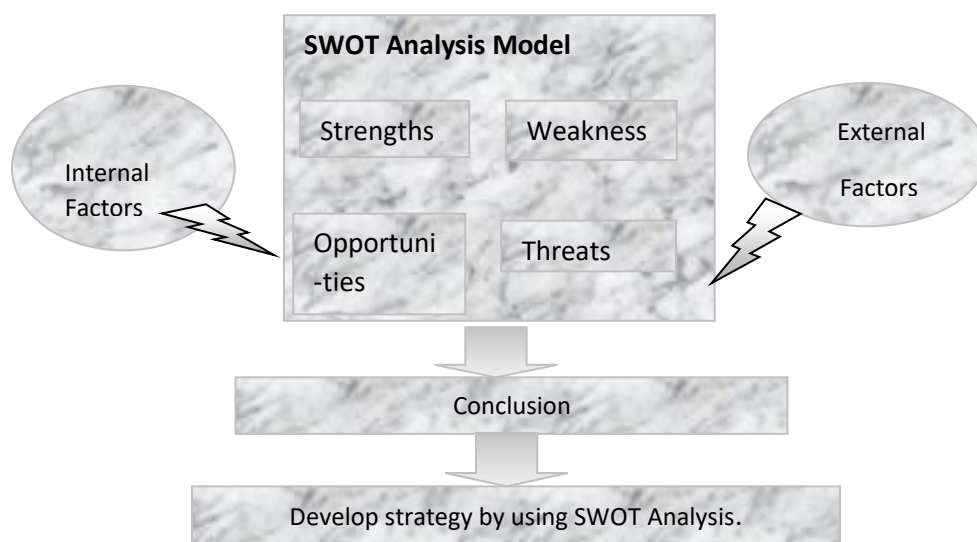 SWOT Analysis Model
Strengths
Weakness
External
Factors
Internal
Factors
Opportuni
-ties
Threats
Conclusion
Develop strategy by using SWOT Analysis.